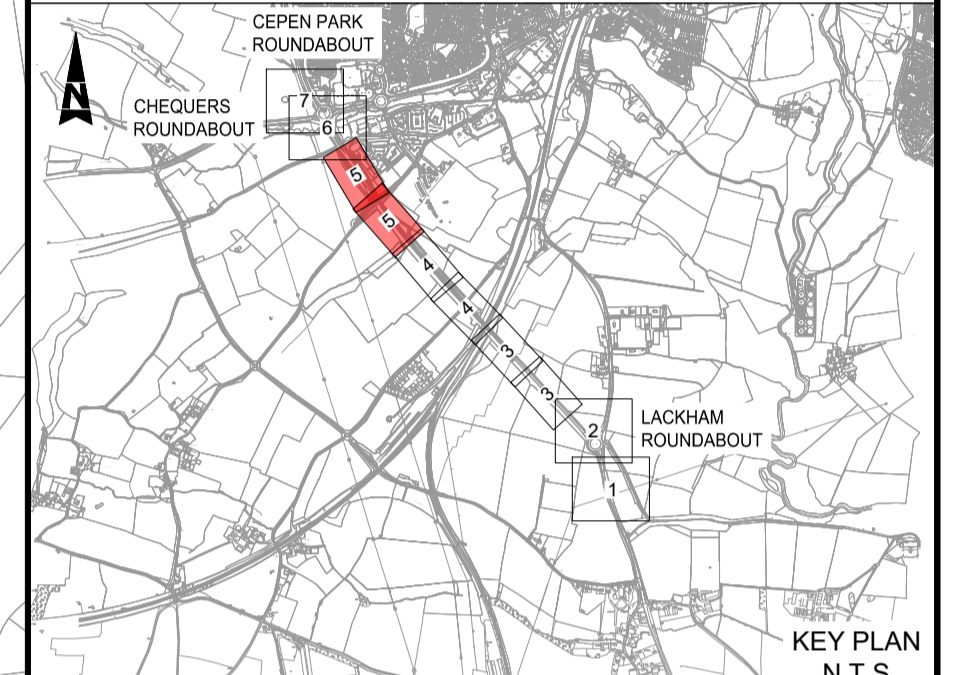 CEPEN PARK
ROUNDABOUT
N
CHEQUERS
ROUNDABOUT
7
6
5
5
4
4
3
3
2
LACKHAM
ROUNDABOUT
1
KEY PLAN
N.T.S.